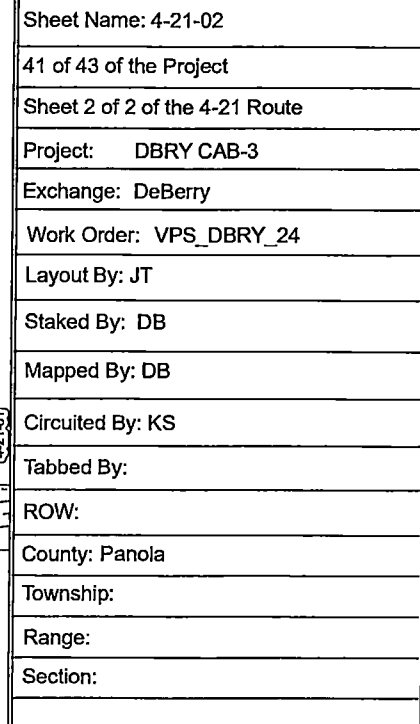 Sheet Name: 4-21-02
41 of 43 of the Project
Sheet 2 of 2 of the 4-21 Route
Project: DBRY CAB-3
Exchange: DeBerry
Work Order: VPS_DBRY_24
Layout By: JT
Staked By: DB
Mapped By: DB
Circuited By: KS
Tabbed By:
ROW:
County: Panola
Township:
Range:
Section: